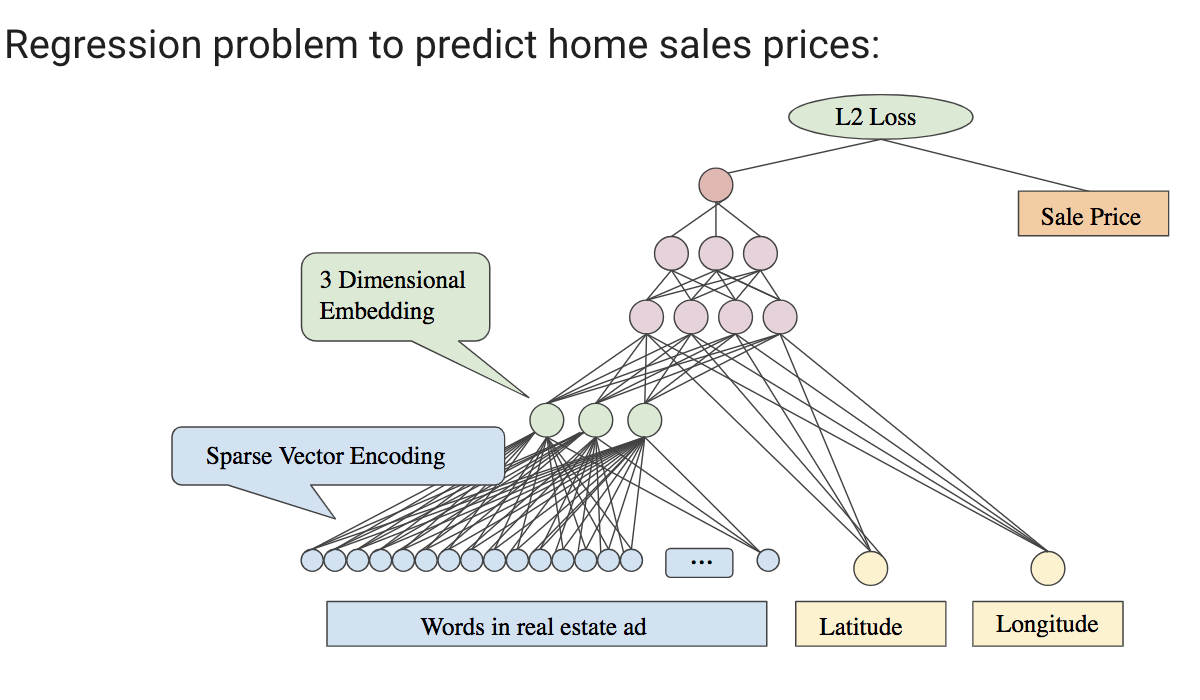 Regression problem to predict home sales prices:
L2 Loss
Sale Price
3 Dimensional
Embedding
Sparse Vector Encoding
...
Words in real estate ad
Latitude
Longitude